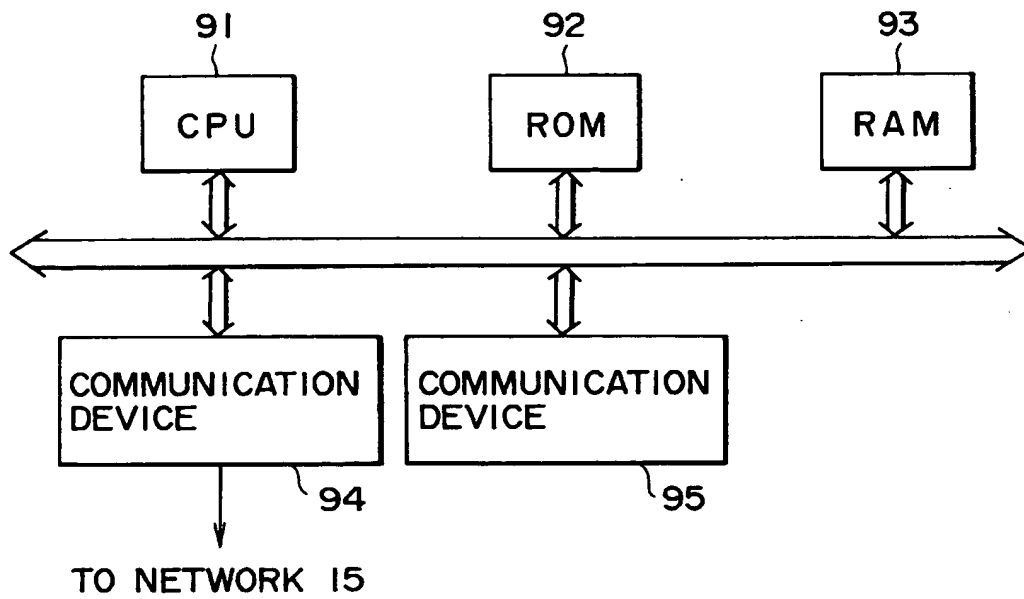 91
92
93
CPU
ROM
RAM
COMMUNICATION
DEVICE
COMMUNICATION
DEVICE
94
95
TO NETWORK 15